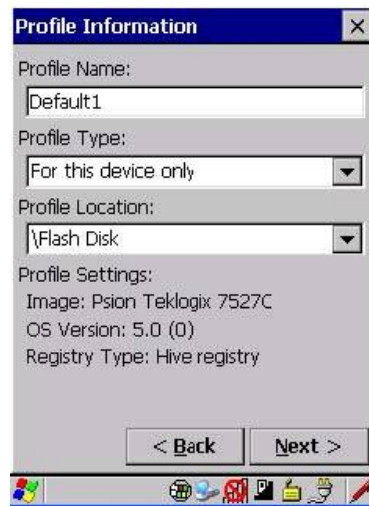 Profile Information
Profile Name:
Default1
Profile Type:
For this device only
Profile Location:
\Flash Disk
Profile Settings:
Image: Psion Teklogix 7527C
OS Version: 5.0 (0)
Registry Type: Hive registry
< Back Next >